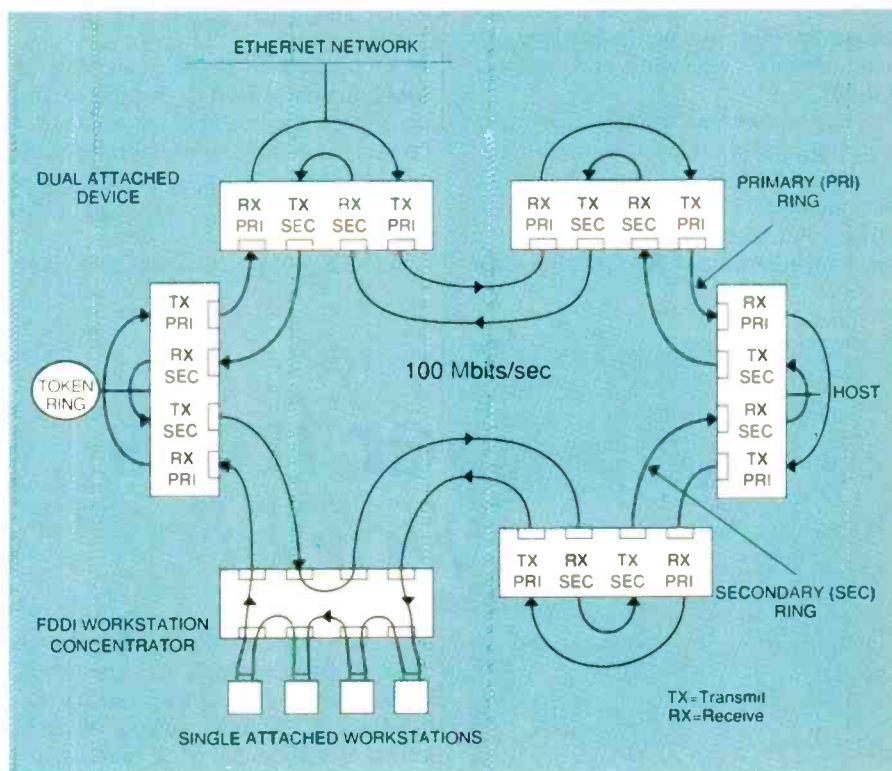 ETHERNET NETWORK
DUAL ATTACHED
DEVICE
RX TX RX TX
PRI SEC SEC PRI
RX TX RX TX
PRI SEC SEC PRI
PRIMARY (PRI)
RING
TX
PRI
RX
SEC
TX
SEC
RX
PRI
TOKEN
RING
100 Mbits/sec
RX
PRI
TX
SEC
RX
SEC
TX
PRI
HOST
TX RX TX RX
PRI SEC SEC PRI
SECONDARY (SEC)
RING
FDDI WORKSTATION
CONCENTRATOR
SINGLE ATTACHED WORKSTATIONS
TX=Transmit
RX=Receive